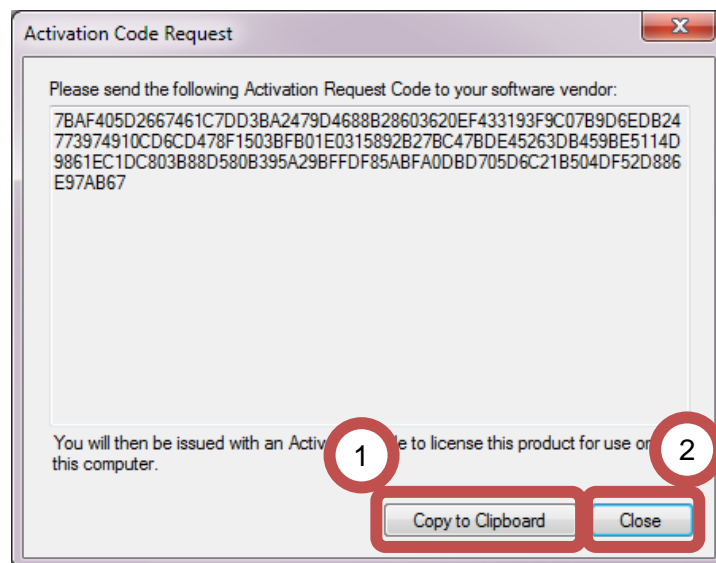 Activation Code Request
Please send the following Activation Request Code to your software vendor:
7BAF405D2667461C7DD3BA2479D4688B28603620EF433193F9C07B9D6EDB24
773974910CD6CD478F1503BFB01E0315892B27BC47BDE45263DB459BE5114D
9861EC1DC803B88D580B395A29BFFDF85ABFA0DBD705D6C21B504DF52D886
E97AB67
You will then be issued with an to license this product for use
this computer.
1
2
Copy to Clipboard
Close